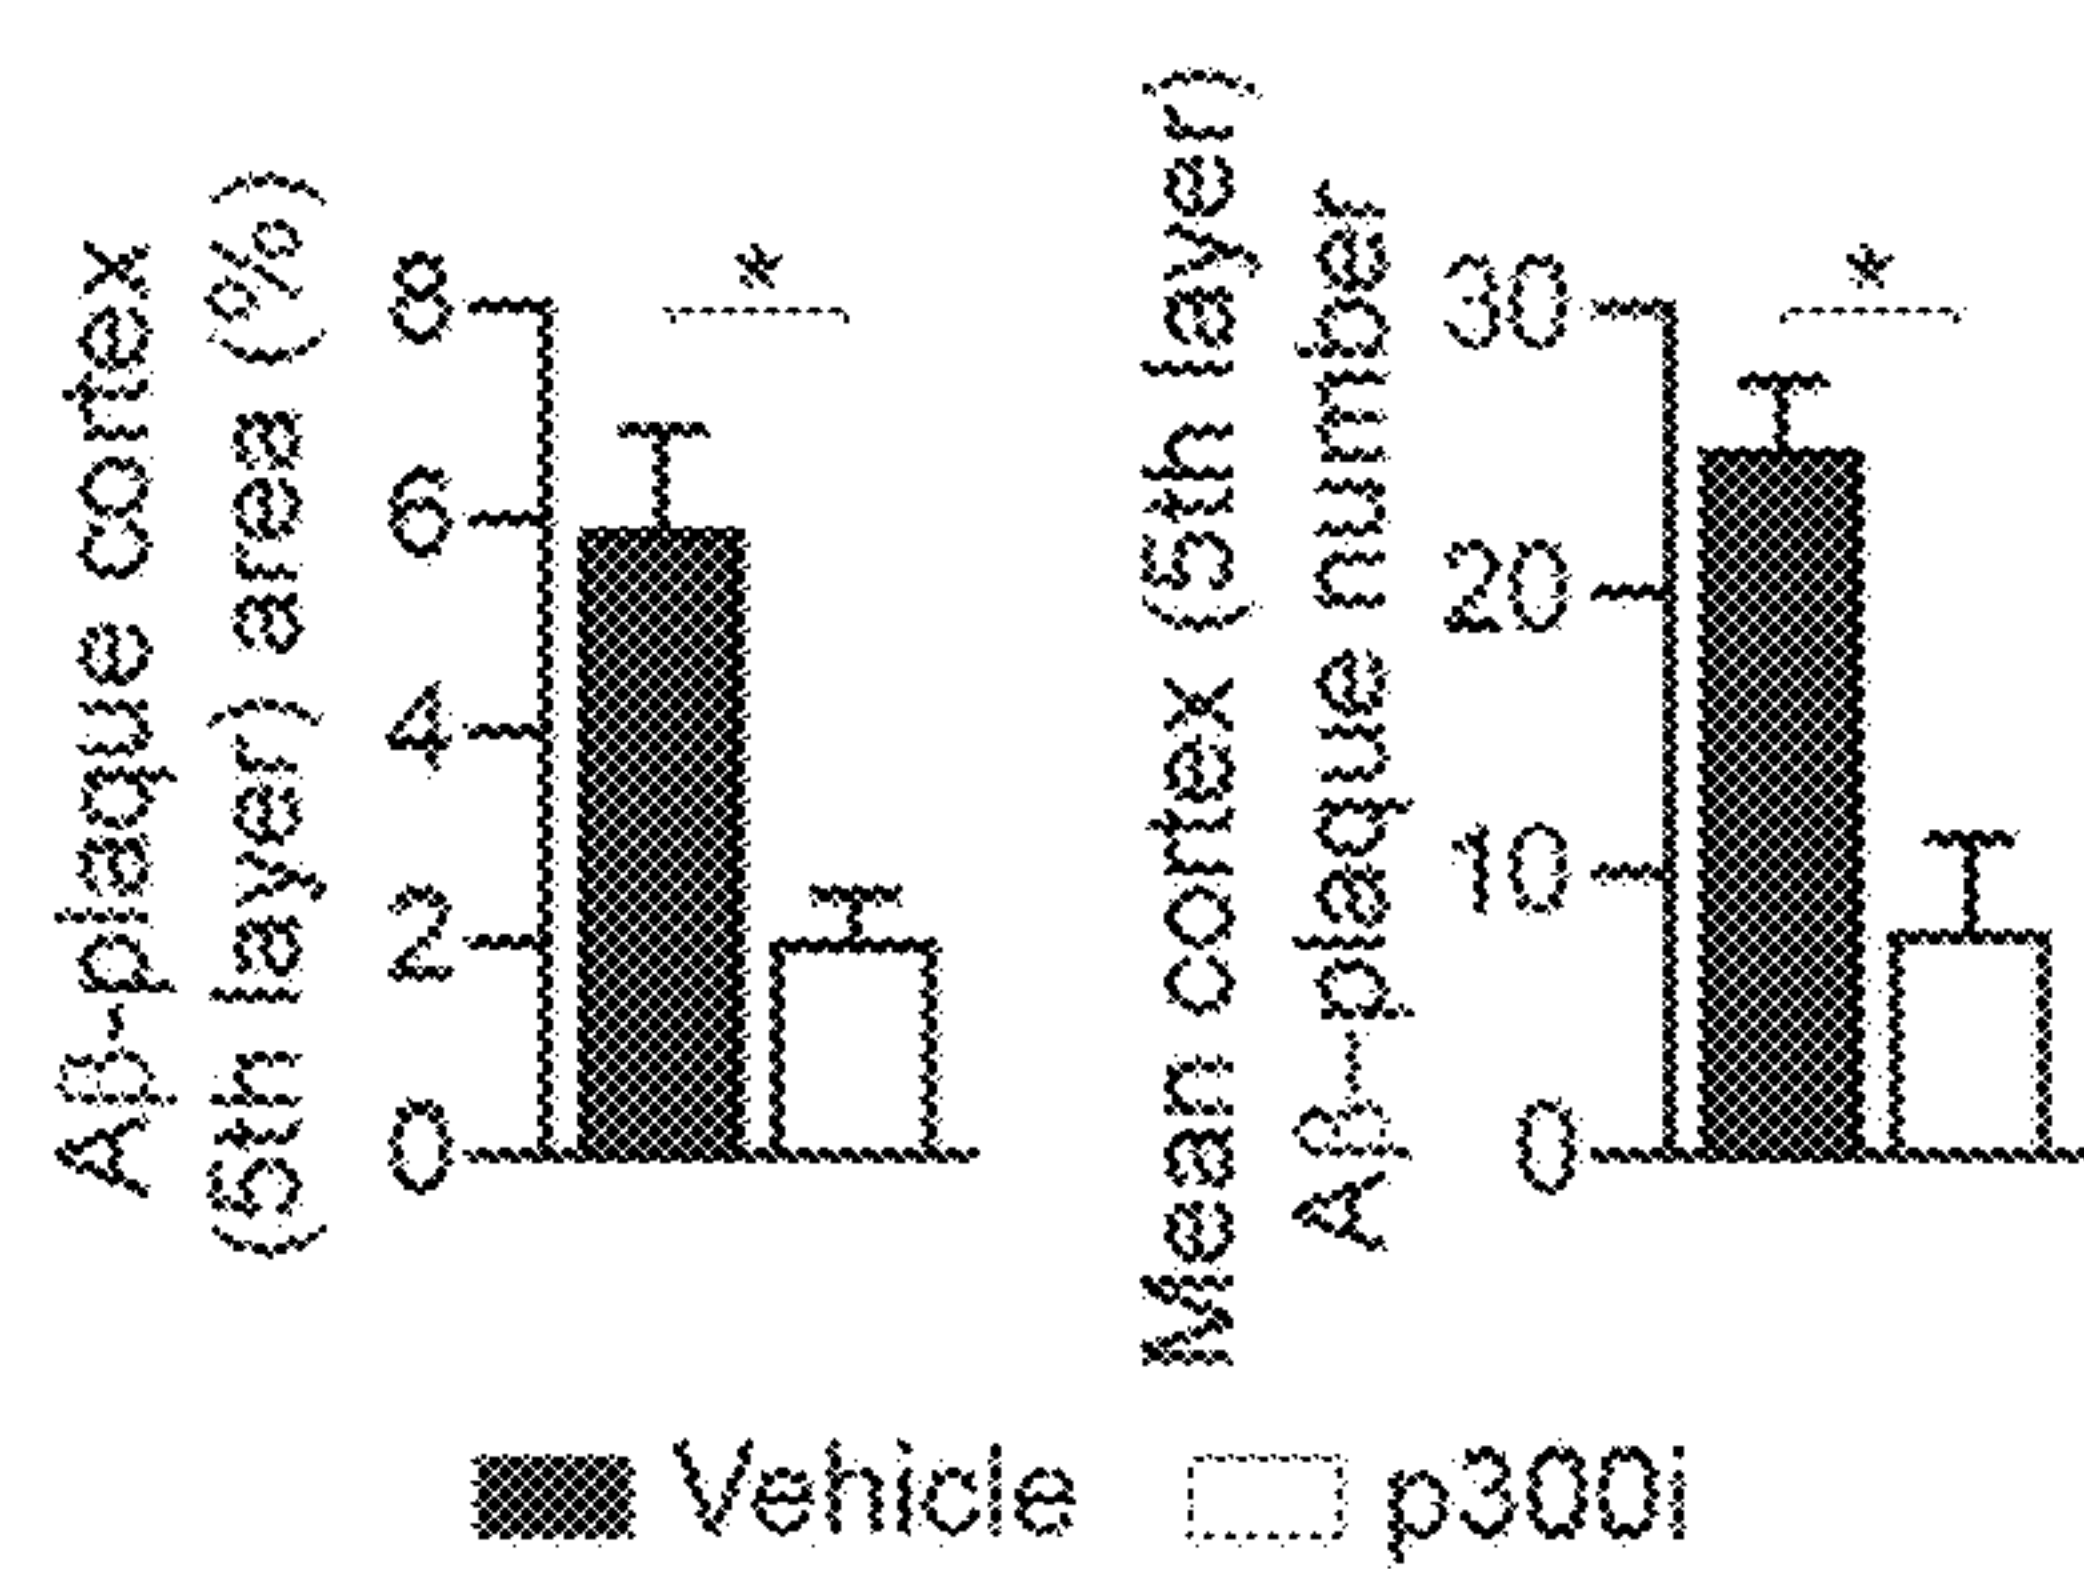 Aβ-plaque cortex
(5th layer) area (%)
8
6
4
2
0
*
Mean cortex (5th layer)
Aβ-plaque number
30
20
10
0
*
Vehicle
p300i